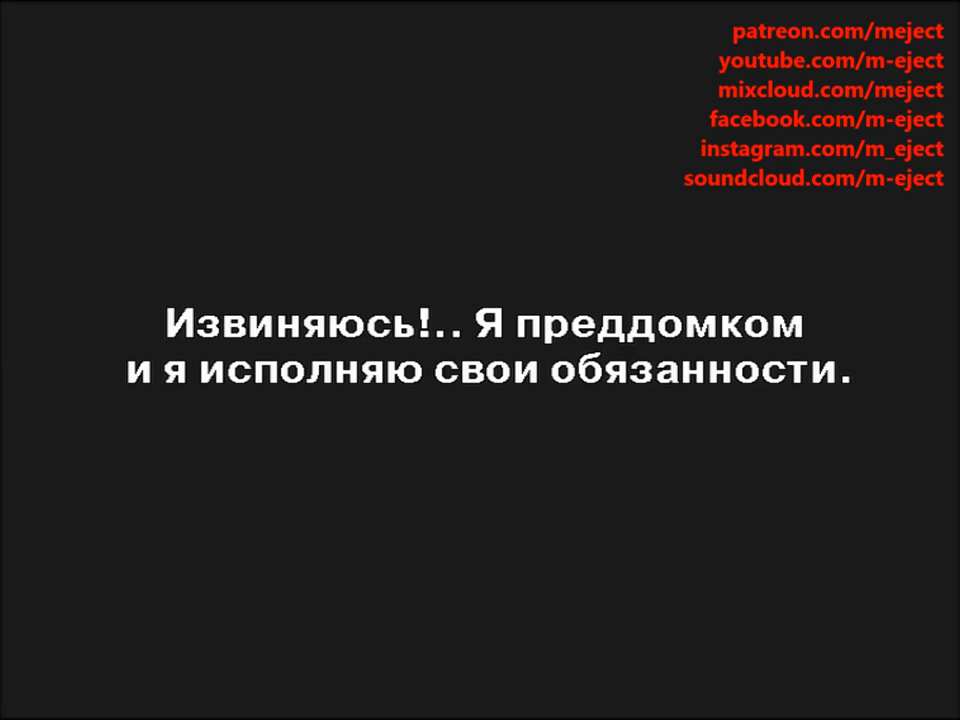 patreon.com/meject
youtube.com/m-eject
mixcloud.com/meject
facebook.com/m-eject
instagram.com/m_eject
soundcloud.com/m-eject
Извиняюсь!.. Я преддомком
и я исполняю свои обязанности.